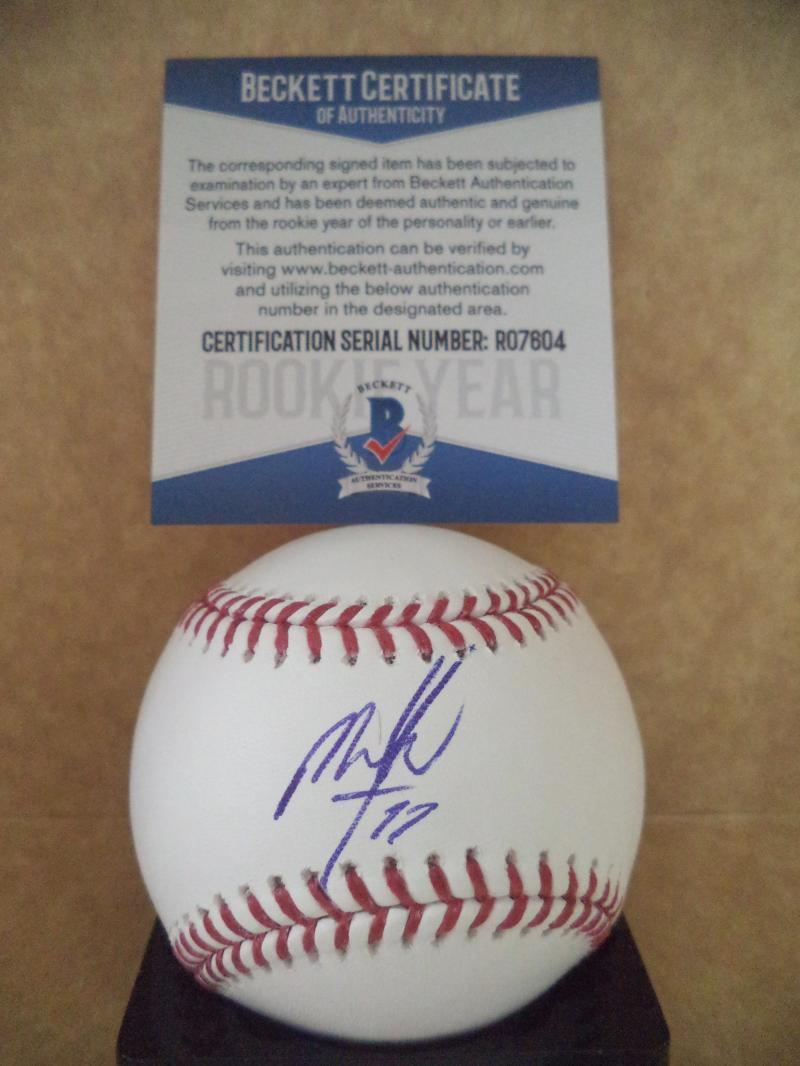 BECKETT CERTIFICATE
OF AUTHENTICITY
The corresponding signed item has been subjected to
examination by an expert from Beckett Authentication
Services and has been deemed authentic and genuine
from the rookie year of the personality or earlier.
This authentication can be verified by
visiting www.beckett-authentication.com
and utilizing the below authentication
number in the designated area.
CERTIFICATION SERIAL NUMBER: R07604
ROOKIE YEAR
BECKETT
B
AUTHENTICATION
SERVICES